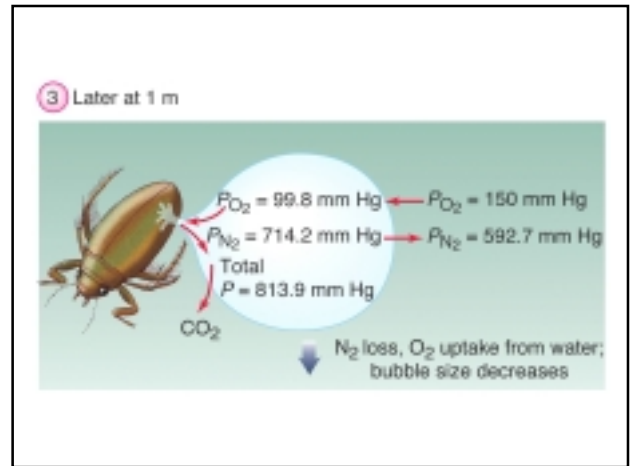 3 Later at 1 m
PO2 = 99.8 mm Hg PO2 = 150 mm Hg
PN2 = 714.2 mm Hg PN2 = 592.7 mm Hg
Total
P = 813.9 mm Hg
CO2
N2 loss, O2 uptake from water;
bubble size decreases